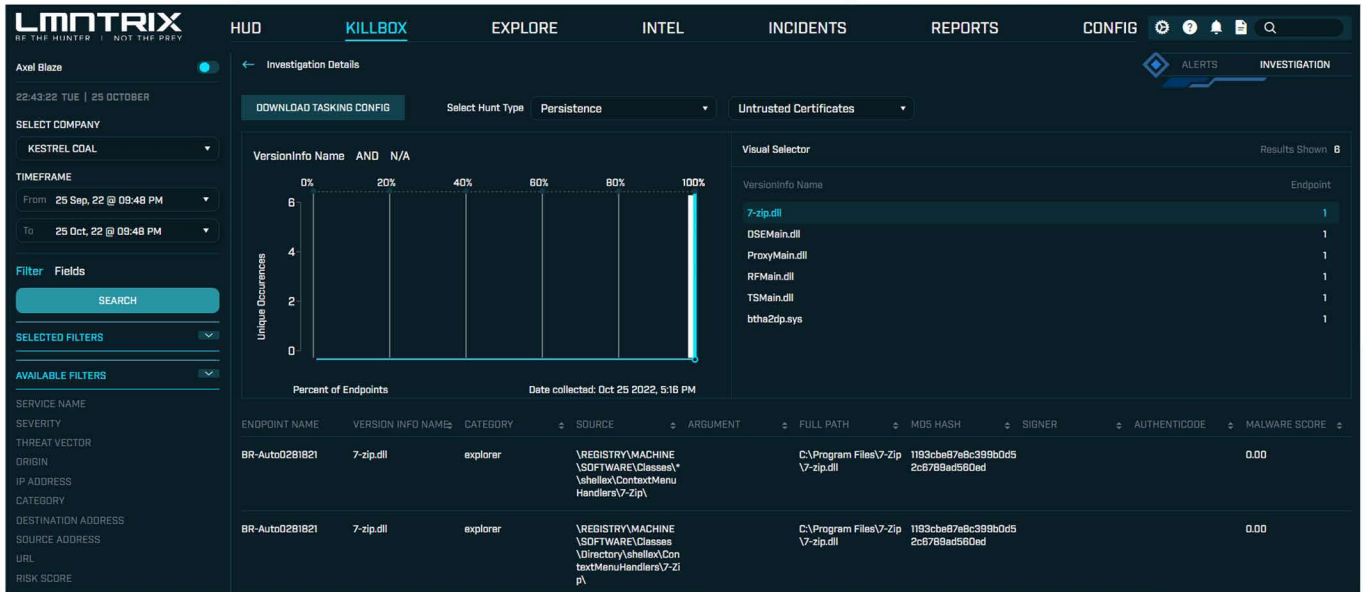 LMNTRIX
BE THE HUNTER | NOT THE PREY
HUD KILLBOX EXPLORE INTEL INCIDENTS REPORTS CONFIG
Axel Blaze
22:43:22 TUE | 25 OCTOBER
SELECT COMPANY
KESTREL COAL
TIMEFRAME
From 25 Sep, 22 @ 09:48 PM
To 25 Oct, 22 @ 09:48 PM
Filter Fields
SEARCH
SELECTED FILTERS
AVAILABLE FILTERS
SERVICE NAME
SEVERITY
THREAT VECTOR
ORIGIN
IP ADDRESS
CATEGORY
DESTINATION ADDRESS
SOURCE ADDRESS
URL
RISK SCORE
Investigation Details
ALERTS INVESTIGATION
DOWNLOAD TASKING CONFIG Select Hunt Type Persistence Untrusted Certificates
VersionInfo Name AND N/A
0% 20% 40% 60% 80% 100%
6
4
2
0
Unique Occurences
Percent of Endpoints Date collected: Oct 25 2022, 5:16 PM
Visual Selector Results Shown 6
VersionInfo Name Endpoint
7-zip.dll 1
DSEMain.dll 1
ProxyMain.dll 1
RFMain.dll 1
TSMain.dll 1
btha2dp.sys 1
ENDPOINT NAME VERSION INFO NAME CATEGORY SOURCE ARGUMENT FULL PATH MD5 HASH SIGNER AUTHENTICODE MALWARE SCORE
BR-Auto0281821 7-zip.dll explorer \REGISTRY\MACHINE C:\Program Files\7-Zip 1193cbe87e8c399b0d5 0.00
\SOFTWARE\Classes\* \7-zip.dll 2c6789ad560ed
\shellex\ContextMenu
Handlers\7-Zip\
BR-Auto0281821 7-zip.dll explorer \REGISTRY\MACHINE C:\Program Files\7-Zip 1193cbe87e8c399b0d5 0.00
\SOFTWARE\Classes \7-zip.dll 2c6789ad560ed
\Directory\shellex\Con
textMenuHandlers\7-Zi
p\